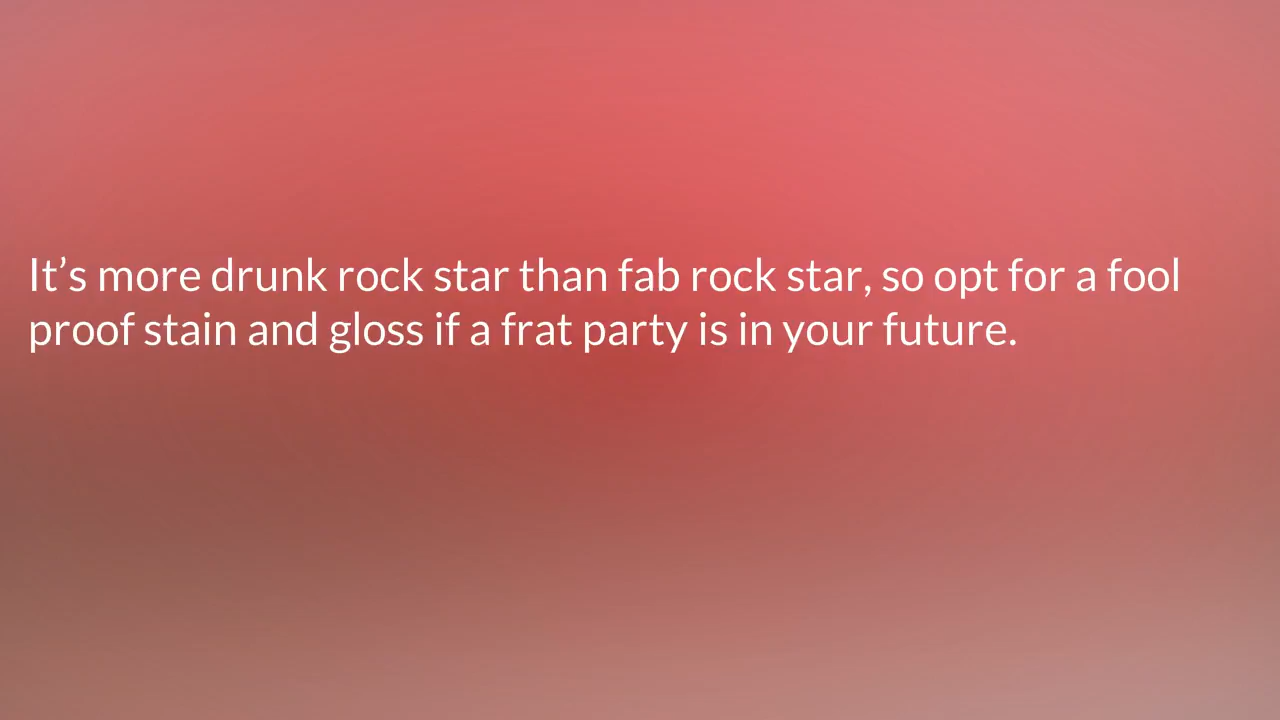 It’s more drunk rock star than fab rock star, so opt for a fool
proof stain and gloss if a frat party is in your future.